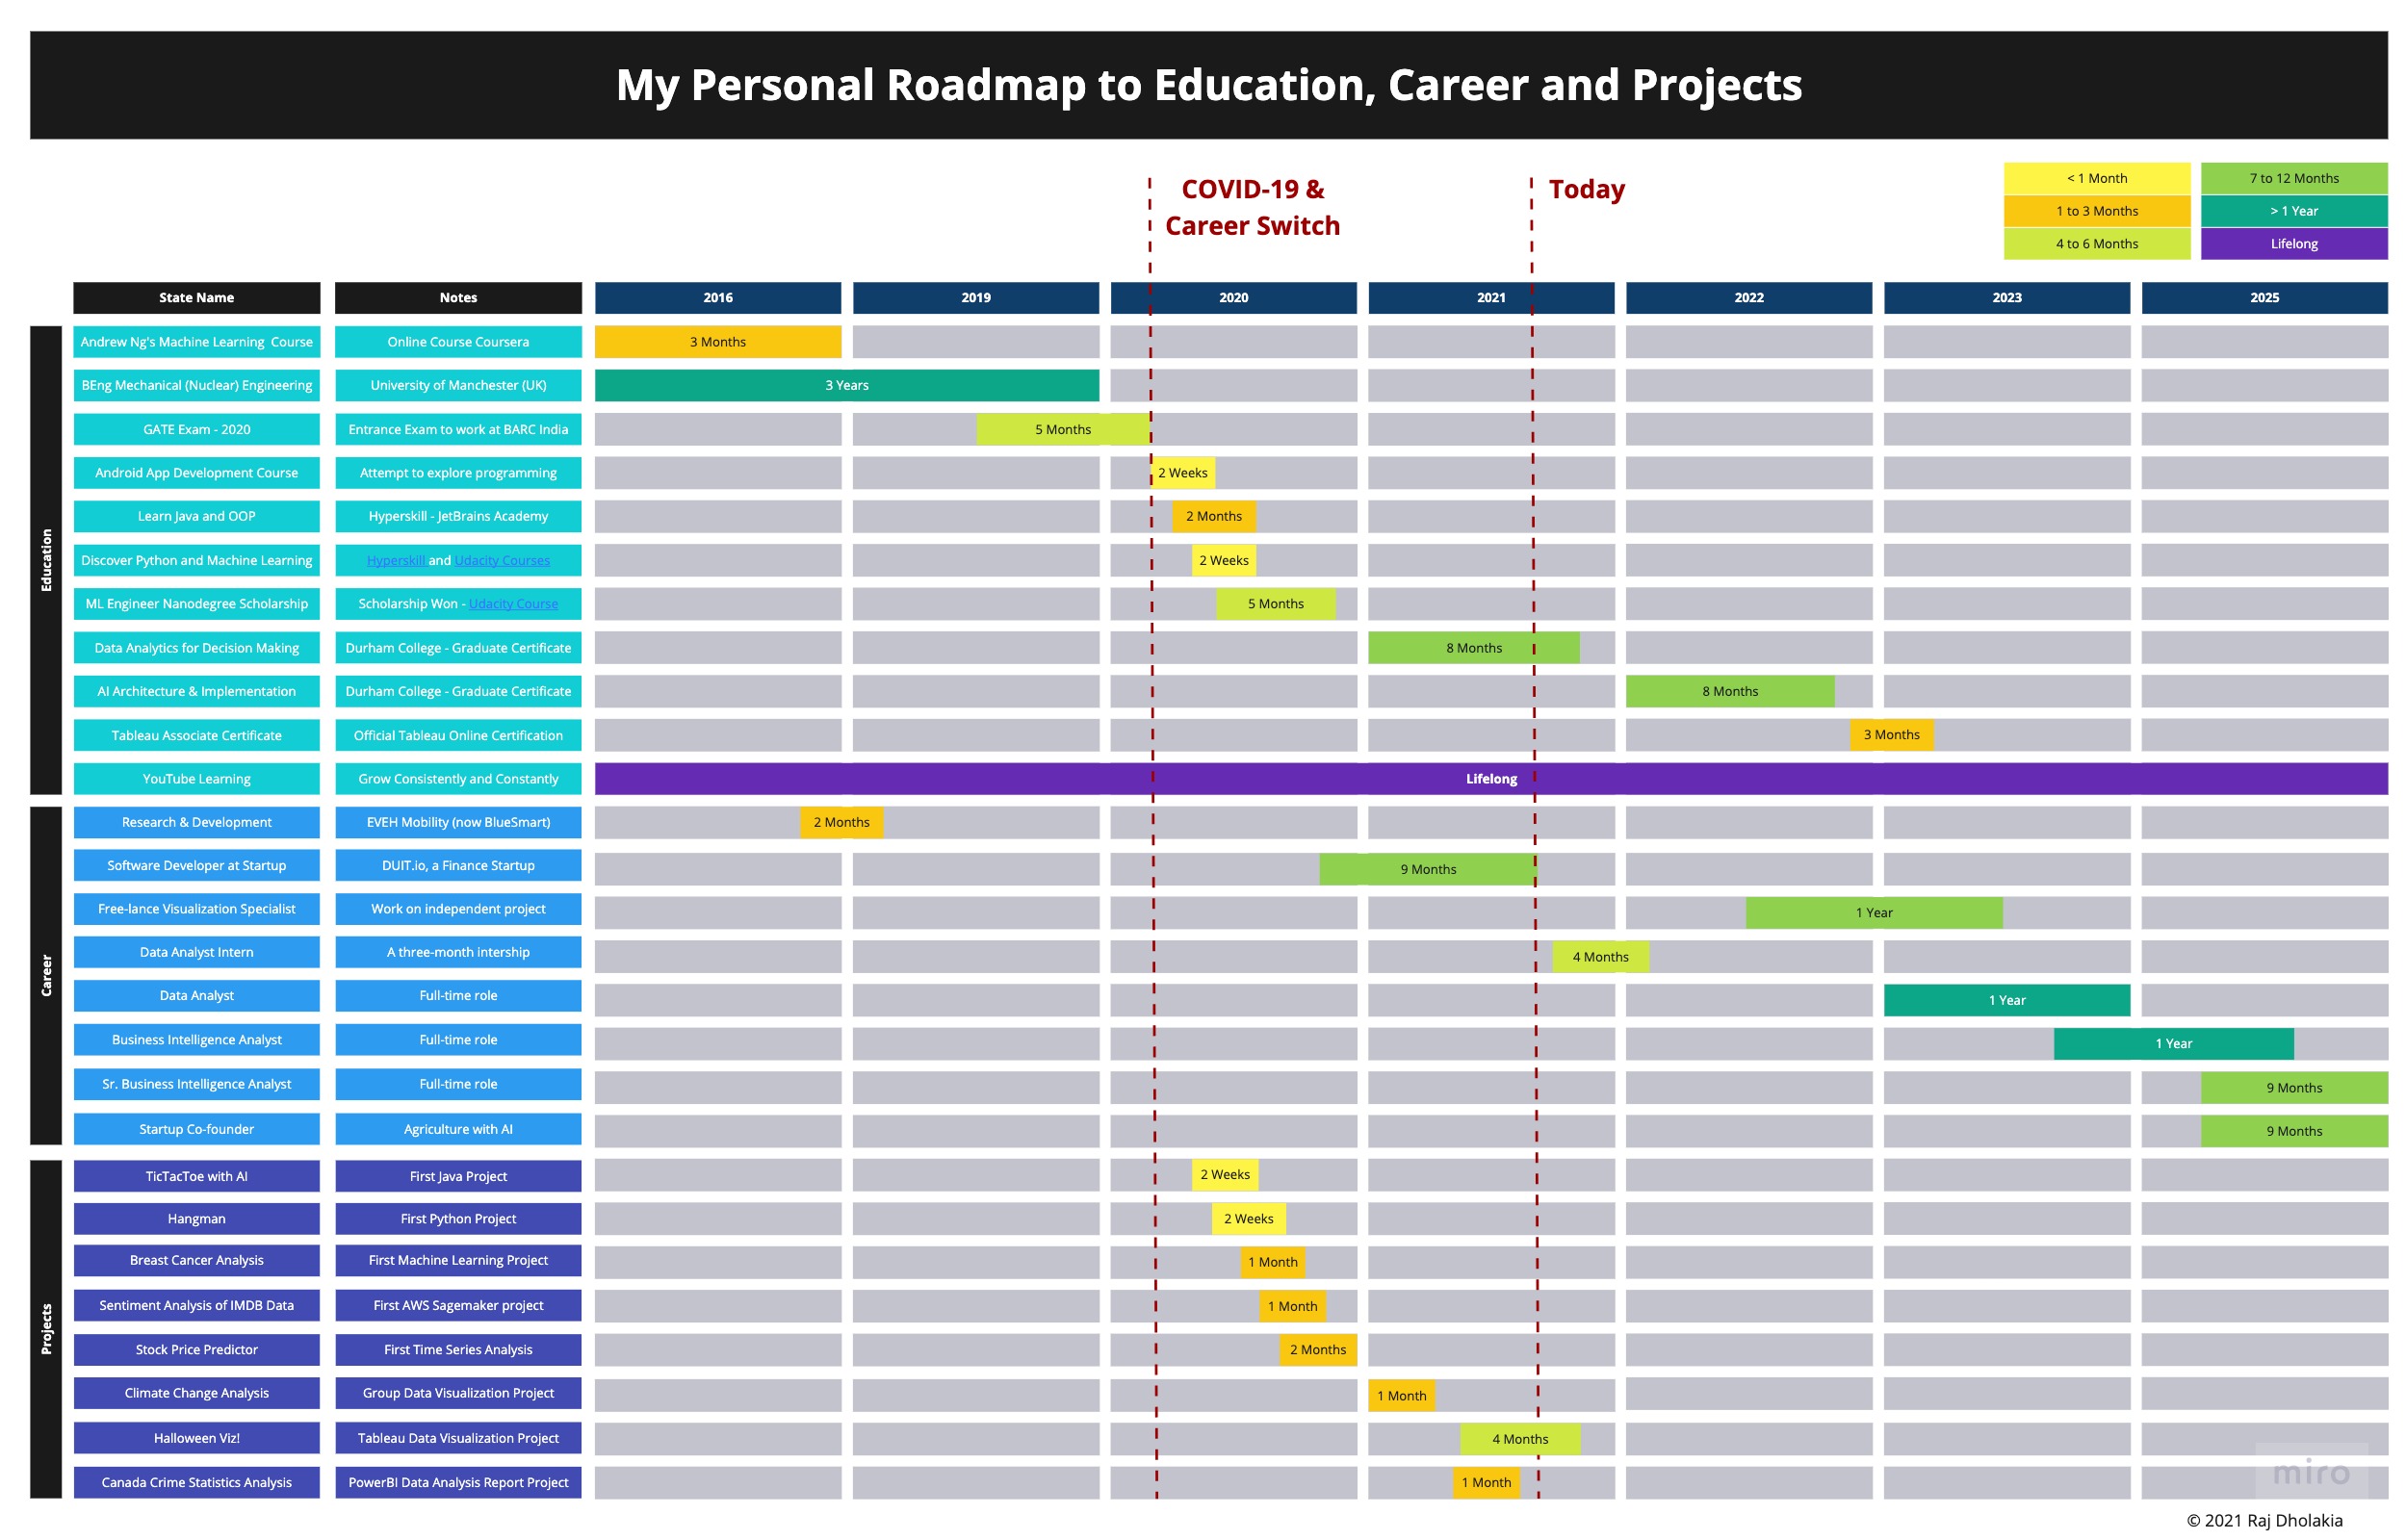 My Personal Roadmap to Education, Career and Projects
COVID-19 &
Career Switch
Today
< 1 Month
7 to 12 Months
1 to 3 Months
> 1 Year
4 to 6 Months
Lifelong
State Name Notes 2016 2019 2020 2021 2022 2023 2025
Education
Andrew Ng's Machine Learning Course Online Course Coursera 3 Months
BEng Mechanical (Nuclear) Engineering University of Manchester (UK) 3 Years
GATE Exam - 2020 Entrance Exam to work at BARC India 5 Months
Android App Development Course Attempt to explore programming 2 Weeks
Learn Java and OOP Hyperskill - JetBrains Academy 2 Months
Discover Python and Machine Learning Hyperskill and Udacity Courses 2 Weeks
ML Engineer Nanodegree Scholarship Scholarship Won - Udacity Course 5 Months
Data Analytics for Decision Making Durham College - Graduate Certificate 8 Months
AI Architecture & Implementation Durham College - Graduate Certificate 8 Months
Tableau Associate Certificate Official Tableau Online Certification 3 Months
YouTube Learning Grow Consistently and Constantly Lifelong
Career
Research & Development EVEH Mobility (now BlueSmart) 2 Months
Software Developer at Startup DUIT.io, a Finance Startup 9 Months
Free-lance Visualization Specialist Work on independent project 1 Year
Data Analyst Intern A three-month intership 4 Months
Data Analyst Full-time role 1 Year
Business Intelligence Analyst Full-time role 1 Year
Sr. Business Intelligence Analyst Full-time role 9 Months
Startup Co-founder Agriculture with AI 9 Months
Projects
TicTacToe with AI First Java Project 2 Weeks
Hangman First Python Project 2 Weeks
Breast Cancer Analysis First Machine Learning Project 1 Month
Sentiment Analysis of IMDB Data First AWS Sagemaker project 1 Month
Stock Price Predictor First Time Series Analysis 2 Months
Climate Change Analysis Group Data Visualization Project 1 Month
Halloween Viz! Tableau Data Visualization Project 4 Months
Canada Crime Statistics Analysis PowerBI Data Analysis Report Project 1 Month
miro
© 2021 Raj Dholakia